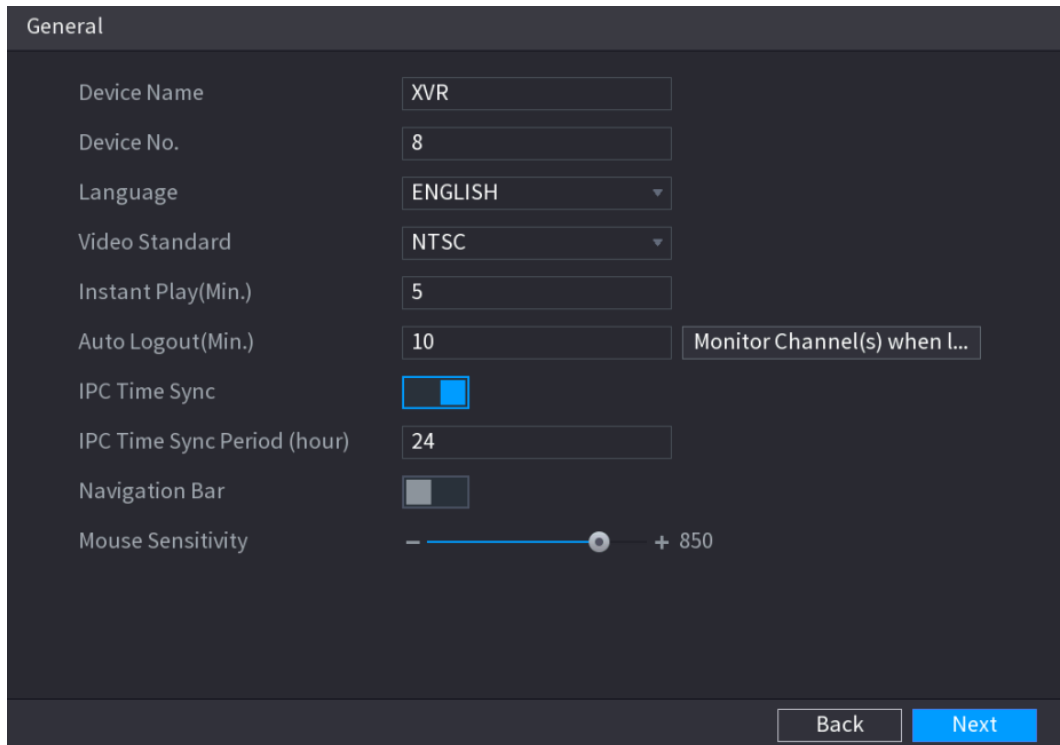 General
Device Name XVR
Device No. 8
Language ENGLISH
Video Standard NTSC
Instant Play(Min.) 5
Auto Logout(Min.) 10 Monitor Channel(s) when l...
IPC Time Sync
IPC Time Sync Period (hour) 24
Navigation Bar
Mouse Sensitivity − + 850
Back Next